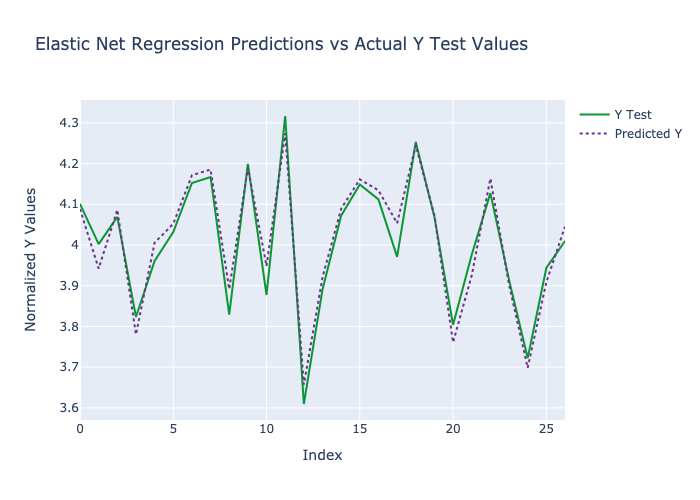 Elastic Net Regression Predictions vs Actual Y Test Values
Y Test
Predicted Y
Normalized Y Values
4.3
4.2
4.1
4
3.9
3.8
3.7
3.6
0
5
10
15
20
25
Index